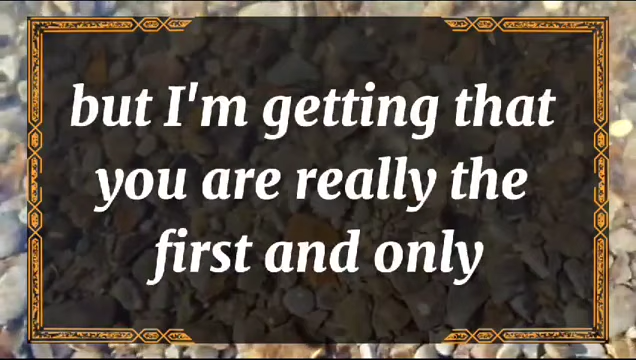 but I'm getting that
you are really the
first and only